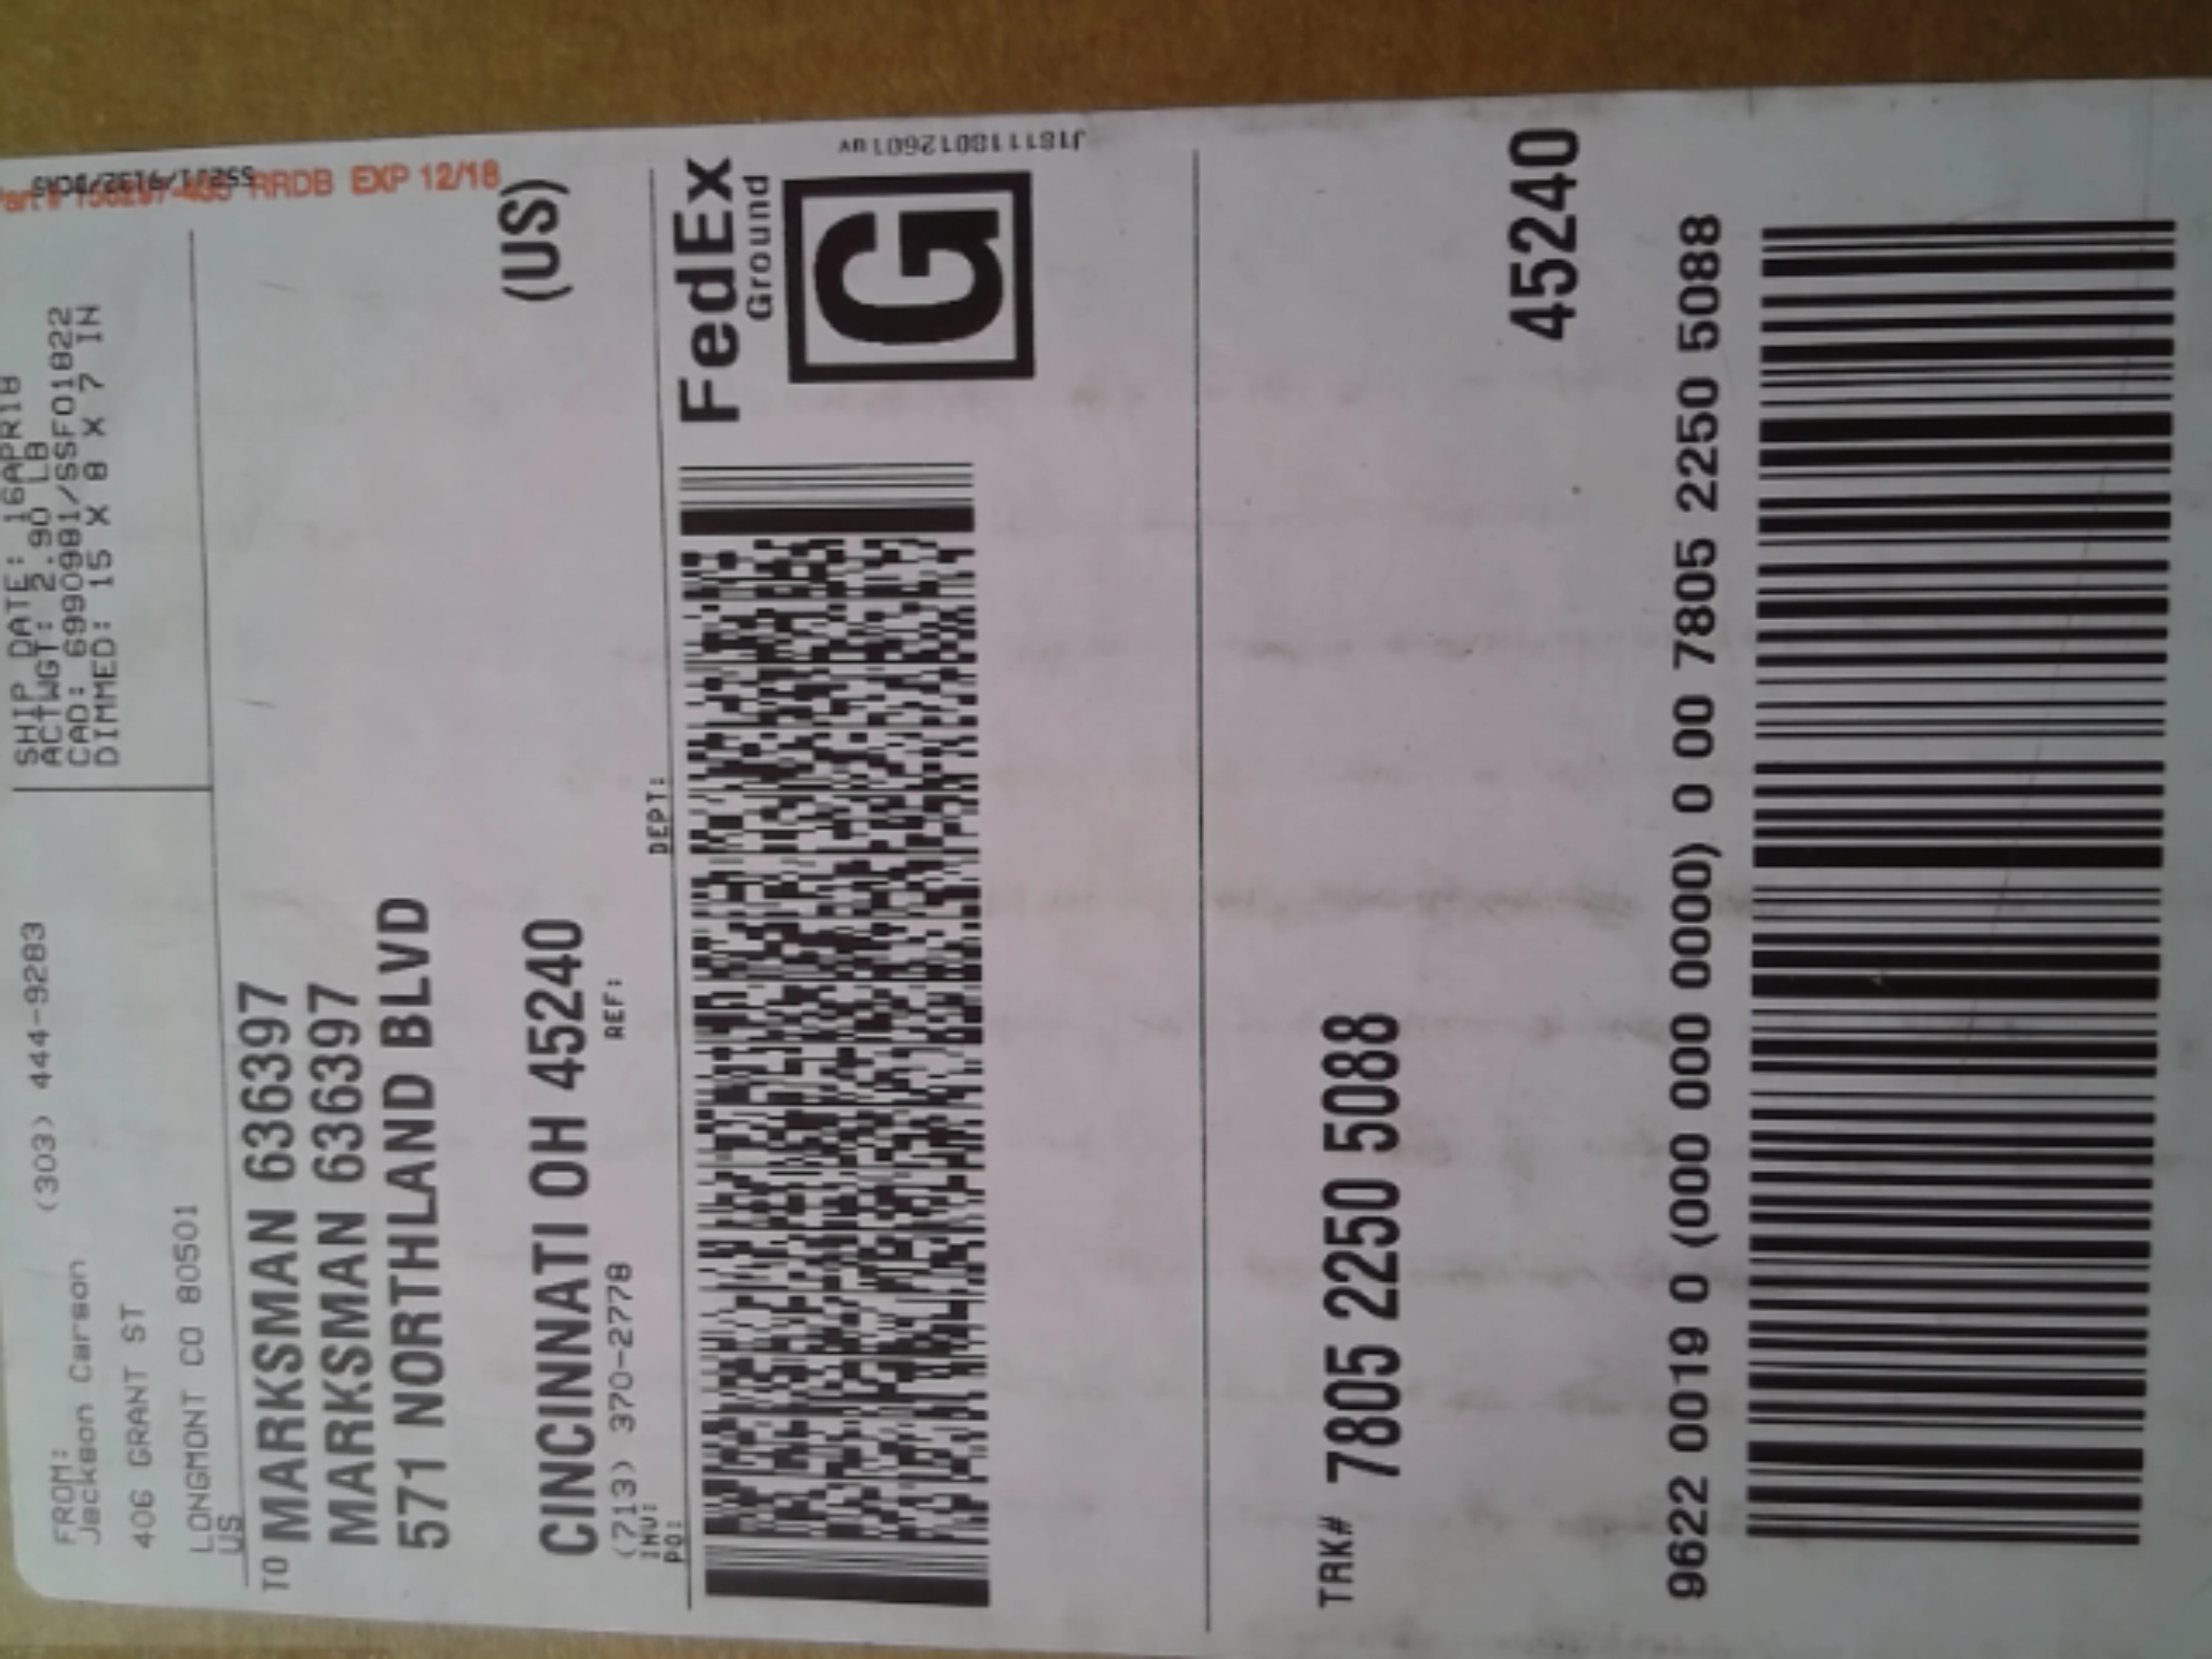 FROM:
(303) 444-9283
Jackson Carson
406 GRANT ST
LONGMONT CO 80501
US
SHIP DATE: 16APR18
ACTWGT: 2.90 LB
CAD: 6990981/SSFO1822
DIMMED: 15 X 8 X 7 IN
RRDB EXP 12/18
TO MARKSMAN 636397
MARKSMAN 636397
571 NORTHLAND BLVD
CINCINNATI OH 45240
(US)
(713) 370-2778
REF:
INV:
PO:
DEPT:
FedEx
Ground
G
J181118012601uv
TRK# 7805 2250 5088
45240
9622 0019 0 (000 000 0000) 0 00 7805 2250 5088